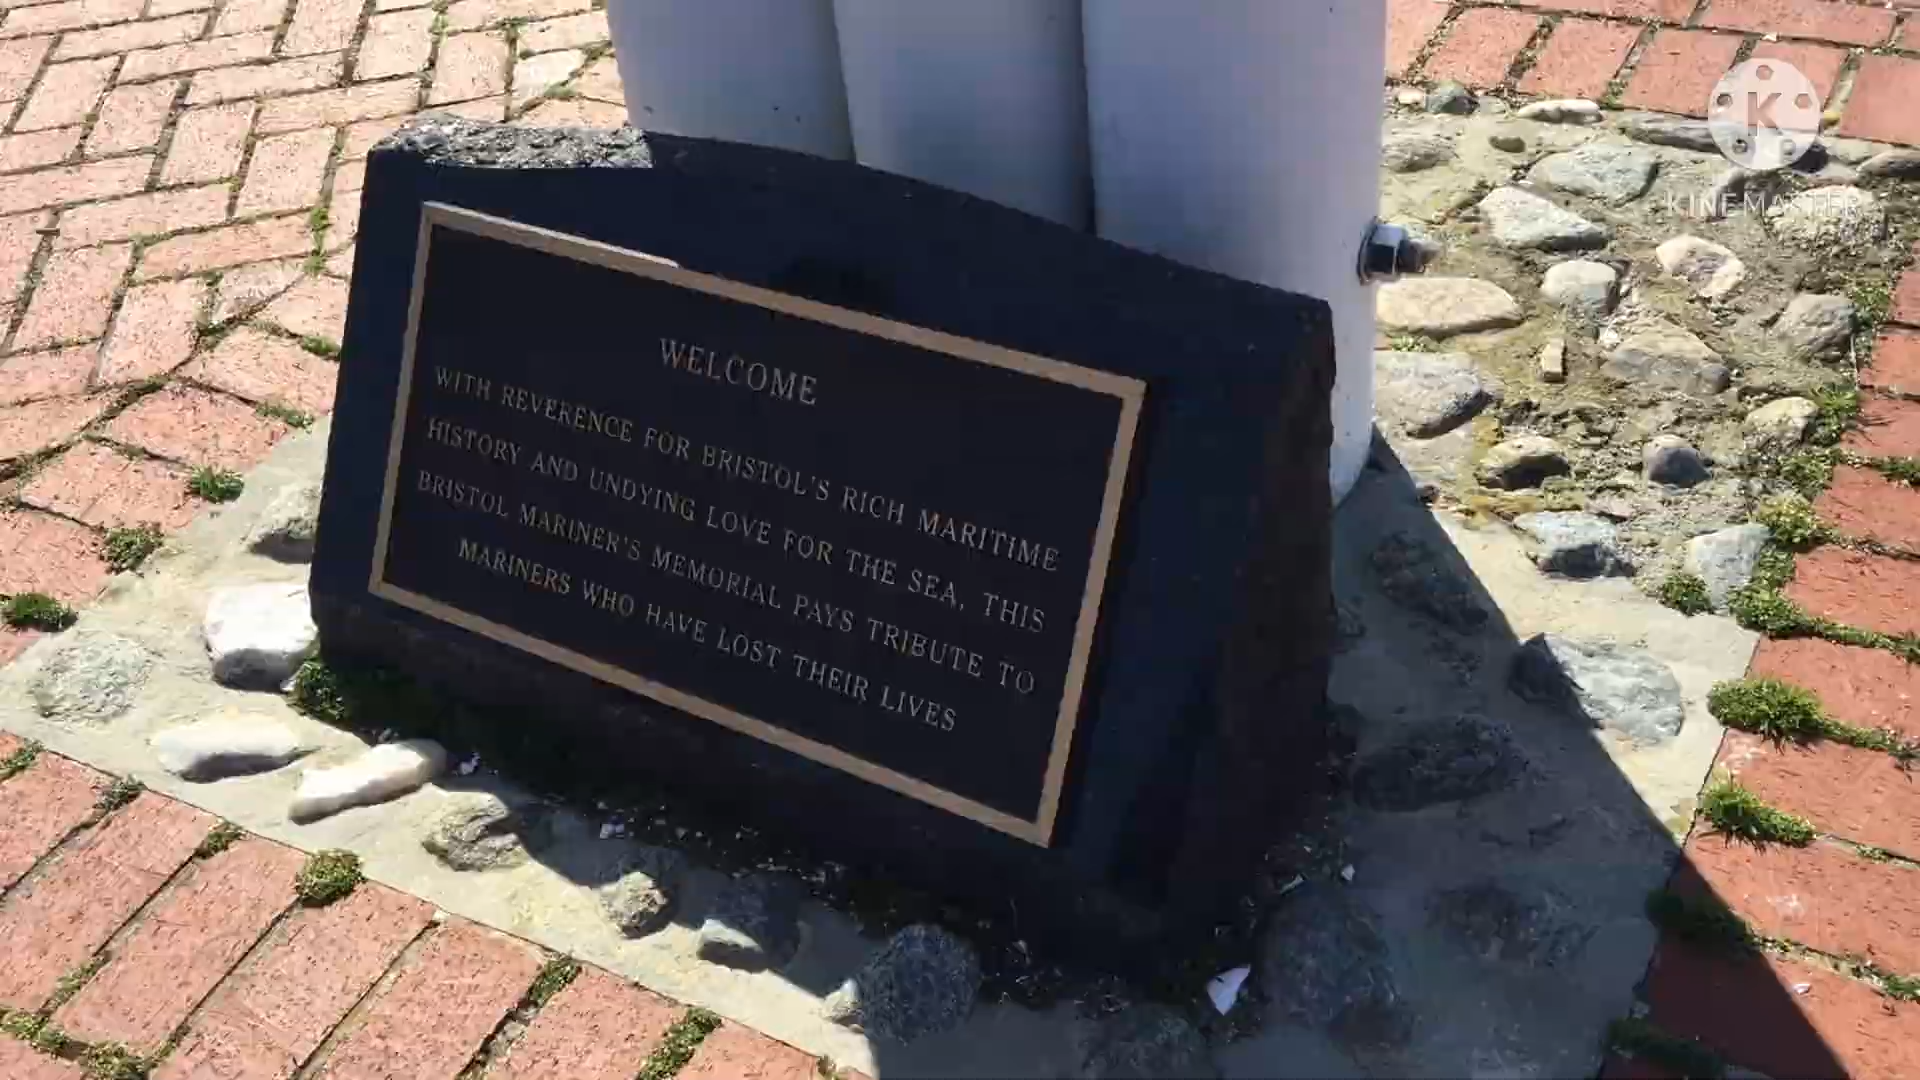 K
KINEMASTER
WELCOME
WITH REVERENCE FOR BRISTOL'S RICH MARITIME
HISTORY AND UNDYING LOVE FOR THE SEA, THIS
BRISTOL MARINER'S MEMORIAL PAYS TRIBUTE TO
MARINERS WHO HAVE LOST THEIR LIVES